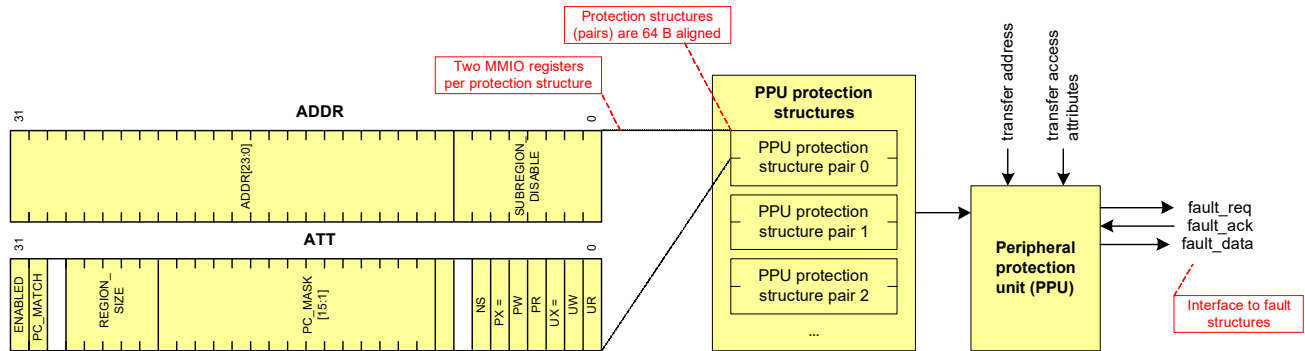 Protection structures
(pairs) are 64 B aligned
Two MMIO registers
per protection structure
31
ADDR
0
ADDR[23:0]
SUBREGION_
DISABLE
31
ATT
0
ENABLED
PC_MATCH
REGION_
SIZE
PC_MASK
[15:1]
NS
PX =
PW
PR
UX =
UW
UR
PPU protection
structures
PPU protection
structure pair 0
PPU protection
structure pair 1
PPU protection
structure pair 2
...
transfer address
transfer access
attributes
Peripheral
protection
unit (PPU)
fault_req
fault_ack
fault_data
Interface to fault
structures